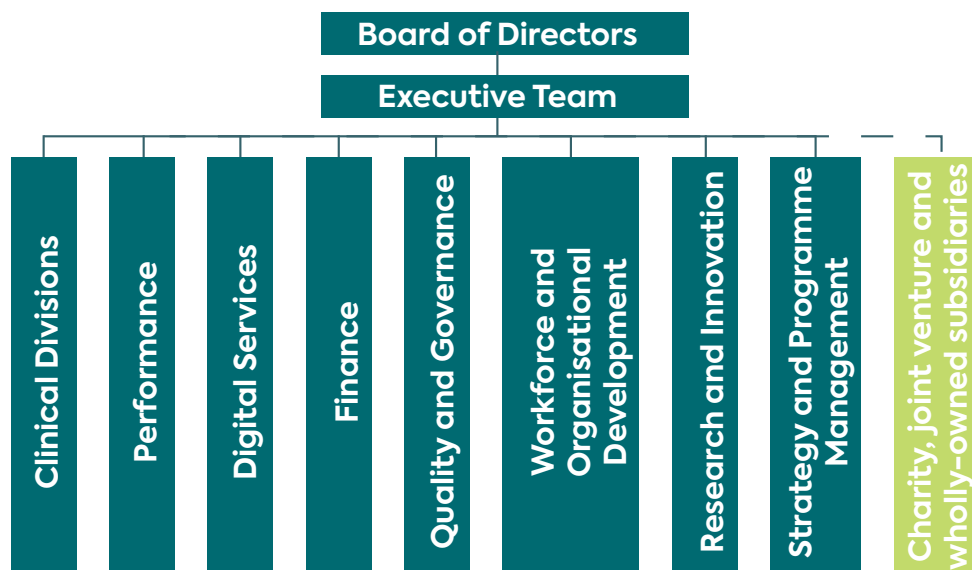 Board of Directors
Executive Team
Clinical Divisions
Performance
Digital Services
Finance
Quality and Governance
Workforce and
Organisational
Development
Research and Innovation
Strategy and Programme
Management
Charity, joint venture and
wholly-owned subsidiaries